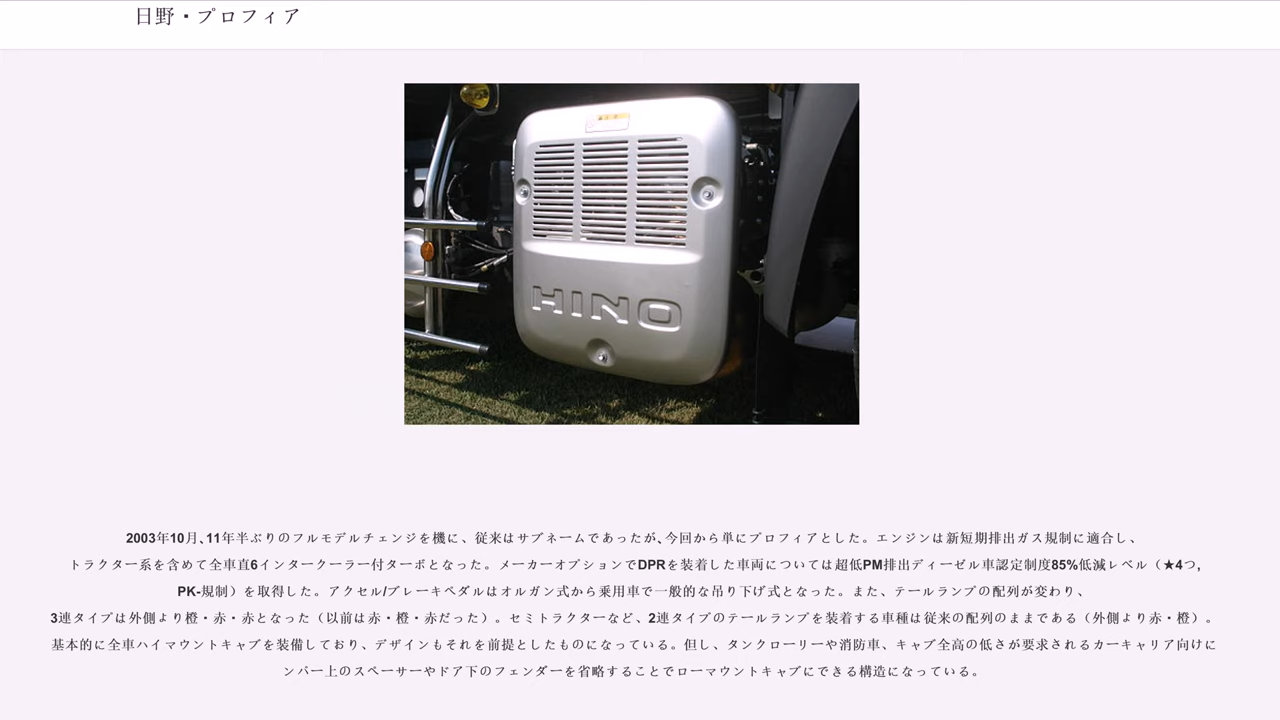 日野・プロフィア
HINO
2003年10月、11年半ぶりのフルモデルチェンジを機に、従来はサブネームであったが、今回から単にプロフィアとした。エンジンは新短期排出ガス規制に適合し、
トラクター系を含めて全車直6インタークーラー付ターボとなった。メーカーオプションでDPRを装着した車両については超低PM排出ディーゼル車認定制度85%低減レベル（★4つ,
PK-規制）を取得した。アクセル/ブレーキペダルはオルガン式から乗用車で一般的な吊り下げ式となった。また、テールランプの配列が変わり、
3連タイプは外側より橙・赤・赤となった（以前は赤・橙・赤だった）。セミトラクターなど、2連タイプのテールランプを装着する車種は従来の配列のままである（外側より赤・橙）。
基本的に全車ハイマウントキャブを装備しており、デザインもそれを前提としたものになっている。但し、タンクローリーや消防車、キャブ全高の低さが要求されるカーキャリア向けに
ンパー上のスペーサーやドア下のフェンダーを省略することでローマウントキャブにできる構造になっている。